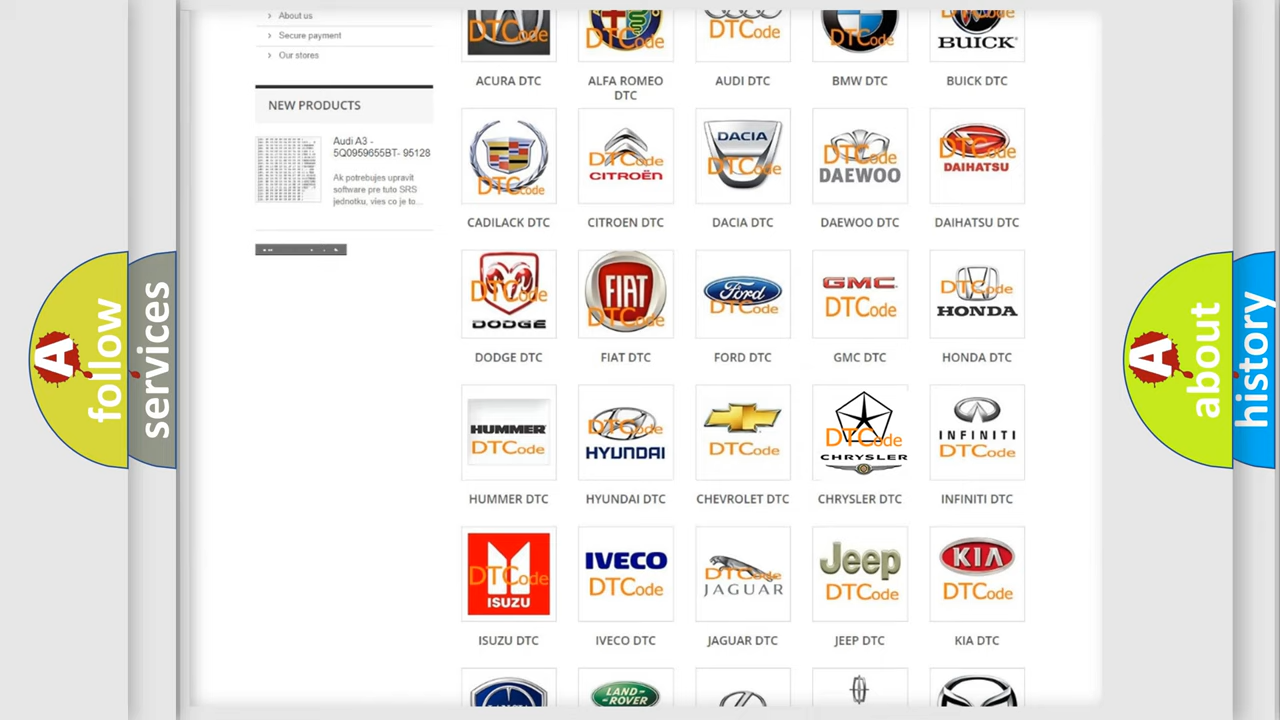 About us
Secure payment
Our stores
NEW PRODUCTS
Audi A3 -
5Q0959655BT- 95128
Ak potrebujes upravit
software pre tuto SRS
jednotku, vies co je to...
DTCode
DTCode
DTCode
DTCode
BUICK
ACURA DTC
ALFA ROMEO
DTC
AUDI DTC
BMW DTC
BUICK DTC
DTCode
DTCode
CITROËN
DACIA
DTCode
DTCode
DAEWOO
DTCode
DAIHATSU
CADILACK DTC
CITROEN DTC
DACIA DTC
DAEWOO DTC
DAIHATSU DTC
DTCode
DODGE
FIAT
DTCode
Ford
DTCode
GMC
DTCode
DTCode
HONDA
DODGE DTC
FIAT DTC
FORD DTC
GMC DTC
HONDA DTC
HUMMER
DTCode
DTCode
HYUNDAI
DTCode
DTCode
CHRYSLER
INFINITI
DTCode
HUMMER DTC
HYUNDAI DTC
CHEVROLET DTC
CHRYSLER DTC
INFINITI DTC
DTCode
ISUZU
IVECO
DTCode
DTCode
JAGUAR
Jeep
DTCode
KIA
DTCode
ISUZU DTC
IVECO DTC
JAGUAR DTC
JEEP DTC
KIA DTC
LAND-
ROVER
A
follow
services
A
about
history